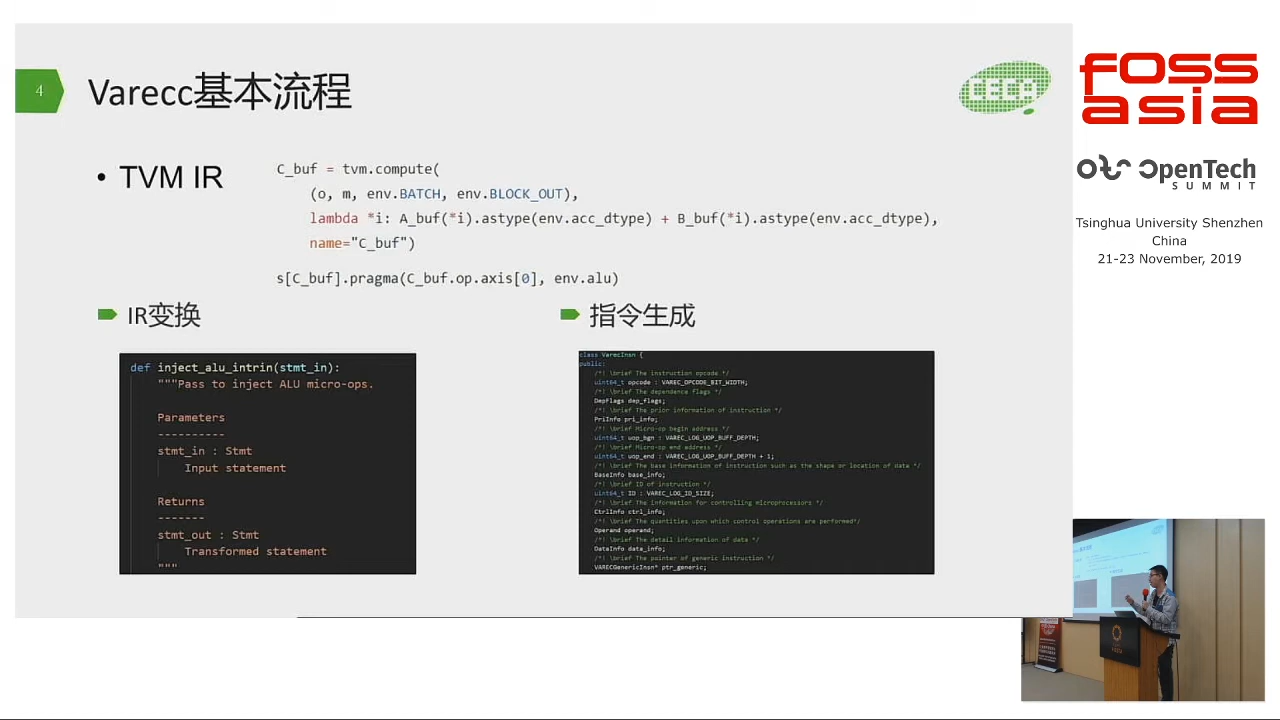 4
Varecc基本流程
• TVM IR
C_buf = tvm.compute(
(o, m, env.BATCH, env.BLOCK_OUT),
lambda *i: A_buf(*i).astype(env.acc_dtype) + B_buf(*i).astype(env.acc_dtype),
name="C_buf")
s[C_buf].pragma(C_buf.op.axis[0], env.alu)
IR变换
def inject_alu_intrin(stmt_in):
"""Pass to inject ALU micro-ops.
Parameters
----------
stmt_in : Stmt
Input statement
Returns
-------
stmt_out : Stmt
Transformed statement
"""
指令生成
class VarecInsn {
public:
/*! \brief The instruction opcode */
uint64_t opcode : VAREC_OPCODE_BIT_WIDTH;
/*! \brief The dependence flags */
DepFlags dep_flags;
/*! \brief The prior information of instruction */
PriInfo pri_info;
/*! \brief Micro-op begin address */
uint64_t uop_bgn : VAREC_LOG_UOP_BUFF_DEPTH;
/*! \brief Micro-op end address */
uint64_t uop_end : VAREC_LOG_UOP_BUFF_DEPTH + 1;
/*! \brief The base information of instruction such as the shape or location of data */
BaseInfo base_info;
/*! \brief ID of instruction */
uint64_t ID : VAREC_LOG_ID_SIZE;
/*! \brief The information for controlling microprocessors */
CtrlInfo ctrl_info;
/*! \brief The quantities upon which control operations are performed*/
Operand operand;
/*! \brief The detail information of data */
DataInfo data_info;
/*! \brief The pointer of generic instruction */
VARECGenericInsn* ptr_generic;
foss
asia
OpenTech
SUMMIT
Tsinghua University Shenzhen
China
21-23 November, 2019